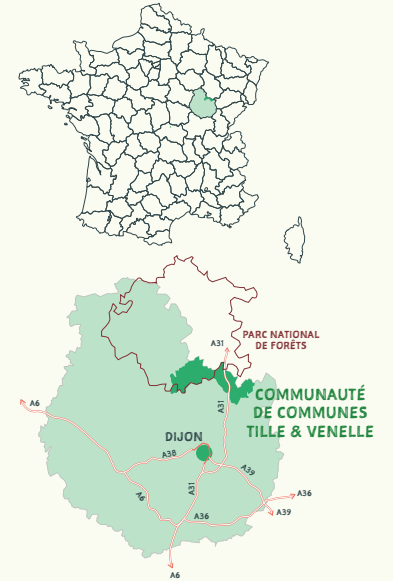 A31
PARC NATIONAL
DE FORÊTS
COMMUNAUTÉ
DE COMMUNES
TILLE & VENELLE
A6
A31
DIJON
A38
A39
A6
A31
A36
A36
A39
A6